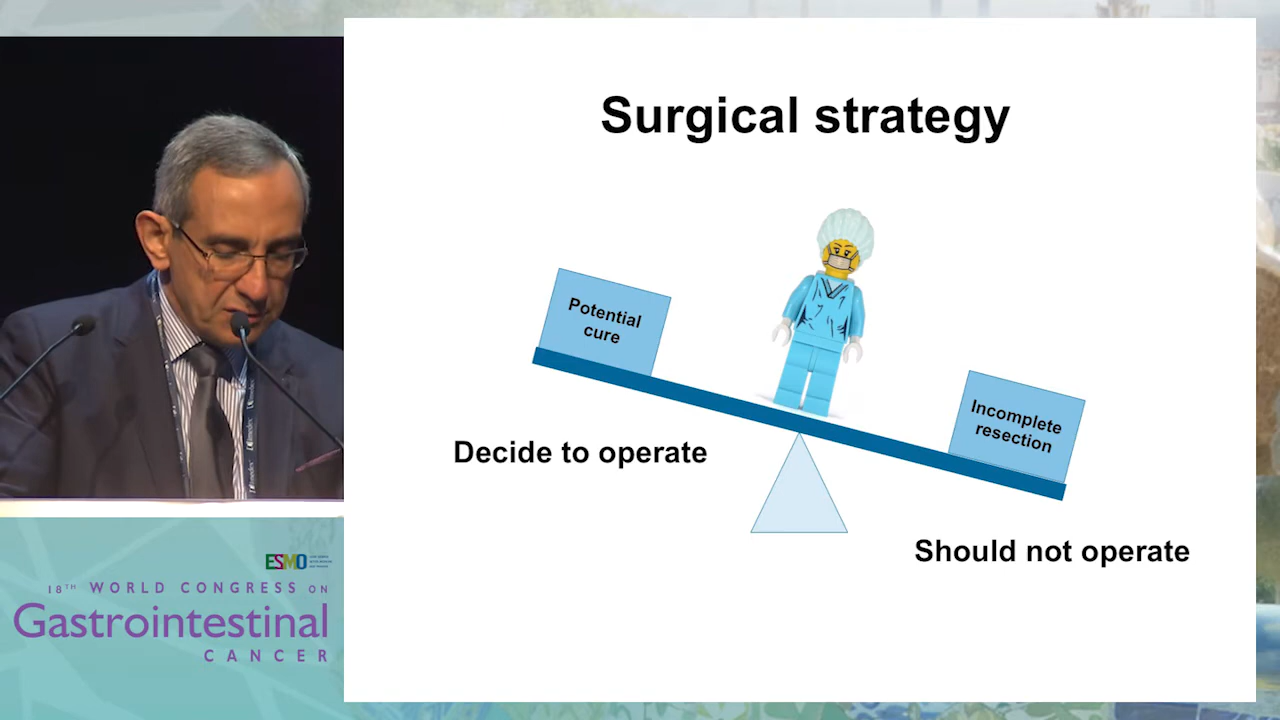 Surgical strategy
Potential
cure
Incomplete
resection
Decide to operate
Should not operate
ESMO
18TH WORLD CONGRESS ON
Gastrointestinal
CANCER